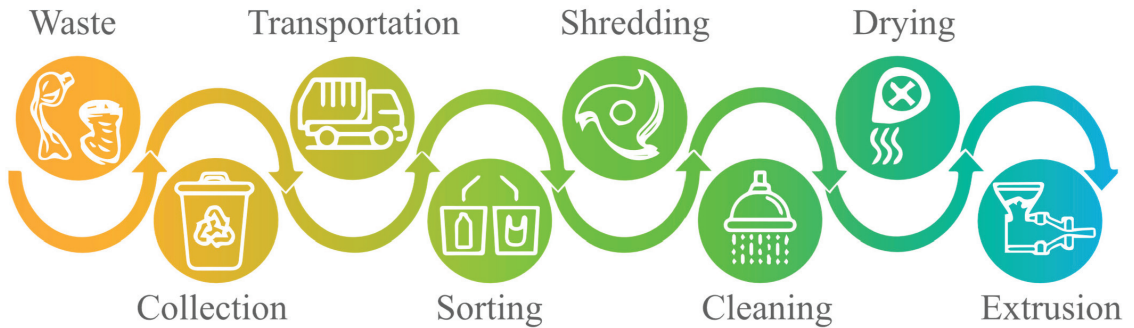 Waste
Transportation
Shredding
Drying
Collection
Sorting
Cleaning
Extrusion